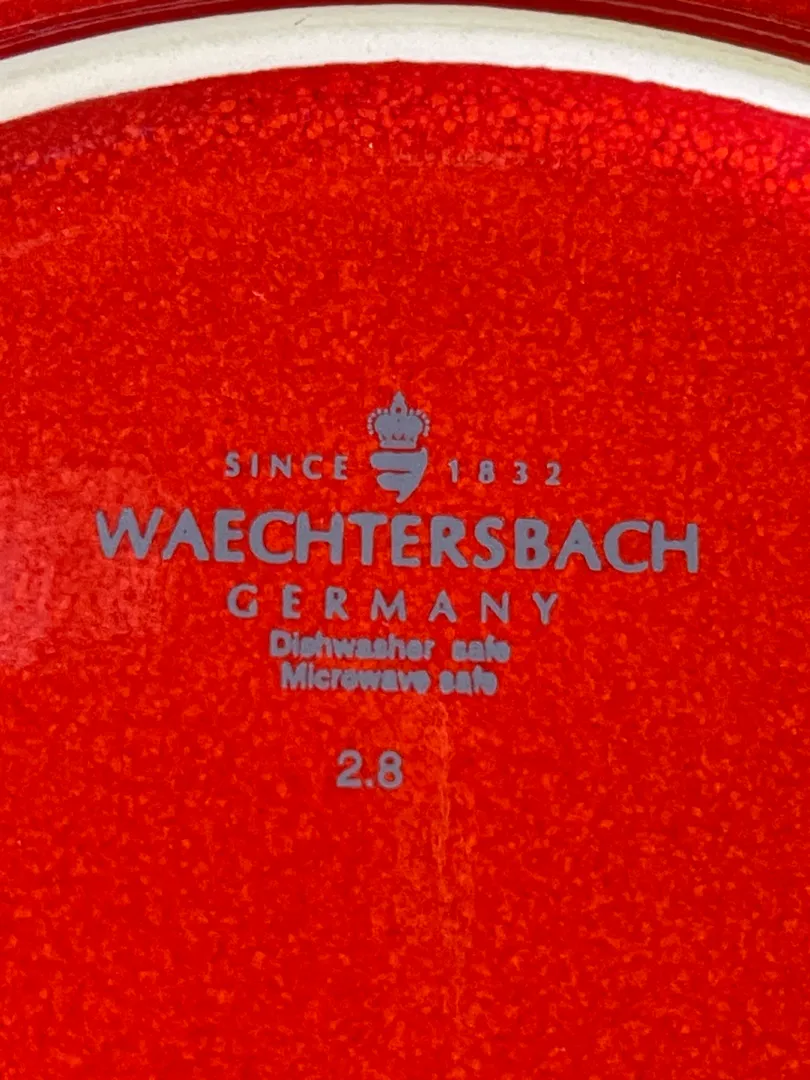 SINCE 1832
WAECHTERSBACH
GERMANY
Dishwasher safe
Microwave safe
2.8